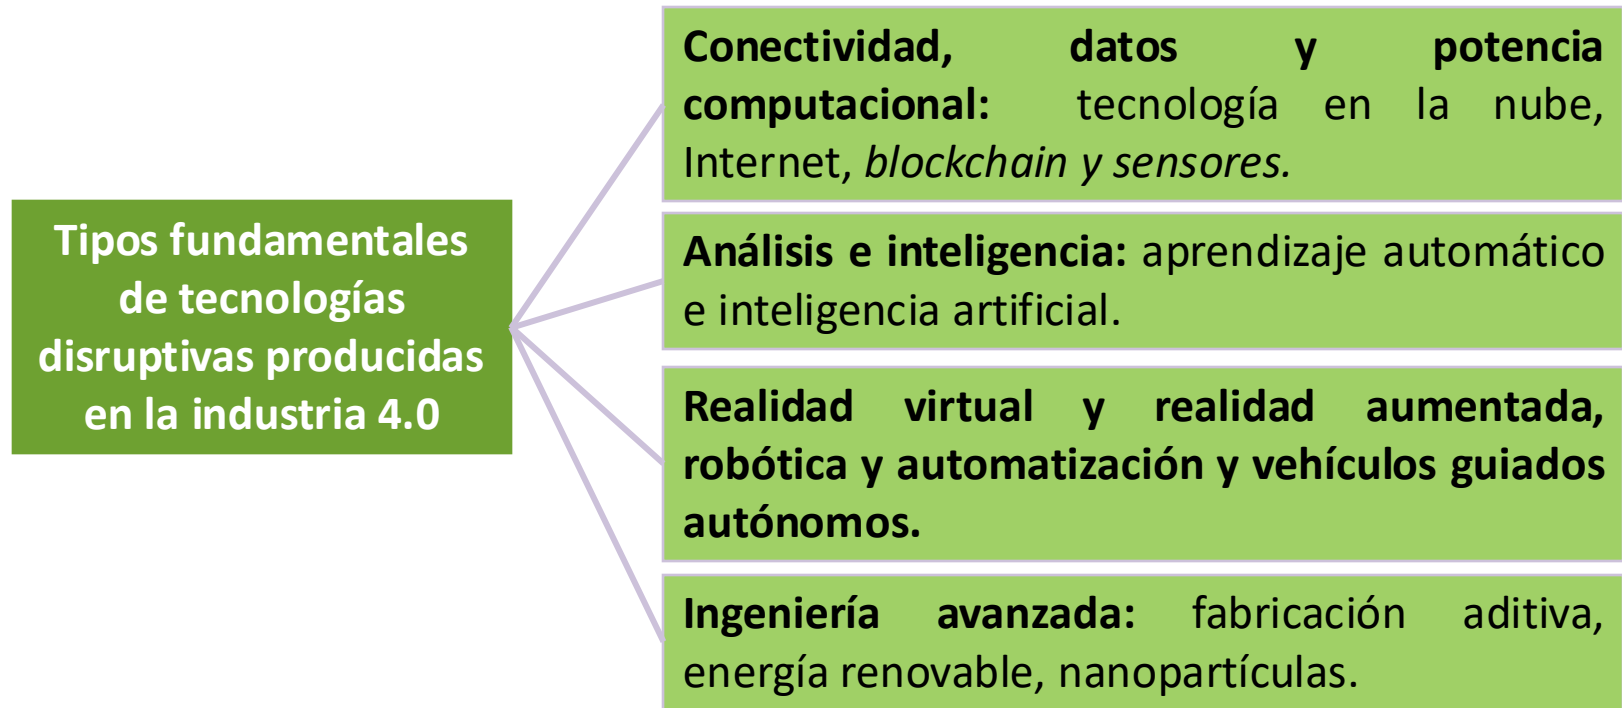 Tipos fundamentales
de tecnologías
disruptivas producidas
en la industria 4.0
Conectividad, datos y potencia
computacional: tecnología en la nube,
Internet, blockchain y sensores.
Análisis e inteligencia: aprendizaje automático
e inteligencia artificial.
Realidad virtual y realidad aumentada,
robótica y automatización y vehículos guiados
autónomos.
Ingeniería avanzada: fabricación aditiva,
energía renovable, nanopartículas.